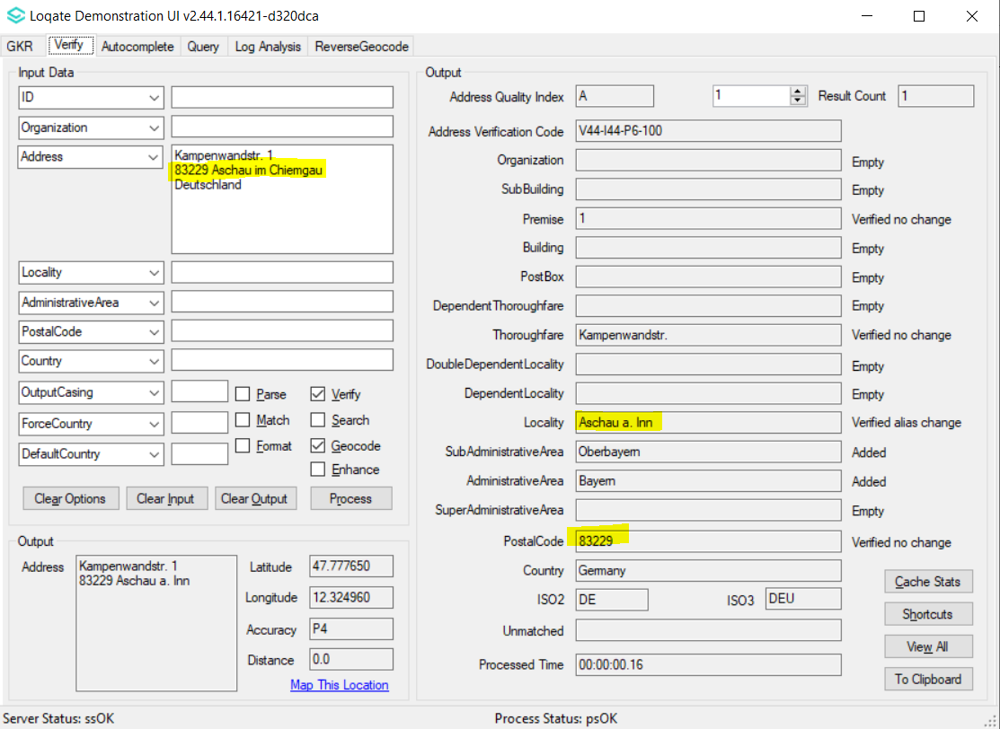 Loqate Demonstration UI v2.44.1.16421-d320dca
GKR Verify Autocomplete Query Log Analysis ReverseGeocode
Input Data
ID
Organization
Address
Kampenwandstr. 1
83229 Aschau im Chiemgau
Deutschland
Locality
AdministrativeArea
PostalCode
Country
OutputCasing
ForceCountry
DefaultCountry
Parse
Verify
Match
Search
Format
Geocode
Enhance
Clear Options Clear Input Clear Output Process
Output
Address
Kampenwandstr. 1
83229 Aschau a. Inn
Latitude 47.777650
Longitude 12.324960
Accuracy P4
Distance 0.0
Map This Location
Output
Address Quality Index A 1 Result Count 1
Address Verification Code V44-I44-P6-100
Organization Empty
SubBuilding Empty
Premise 1 Verified no change
Building Empty
PostBox Empty
DependentThoroughfare Empty
Thoroughfare Kampenwandstr. Verified no change
DoubleDependentLocality Empty
DependentLocality Empty
Locality Aschau a. Inn Verified alias change
SubAdministrativeArea Oberbayern Added
AdministrativeArea Bayern Added
SuperAdministrativeArea Empty
PostalCode 83229 Verified no change
Country Germany
ISO2 DE ISO3 DEU
Unmatched
Processed Time 00:00:00.16
Cache Stats
Shortcuts
View All
To Clipboard
Server Status: ssOK Process Status: psOK